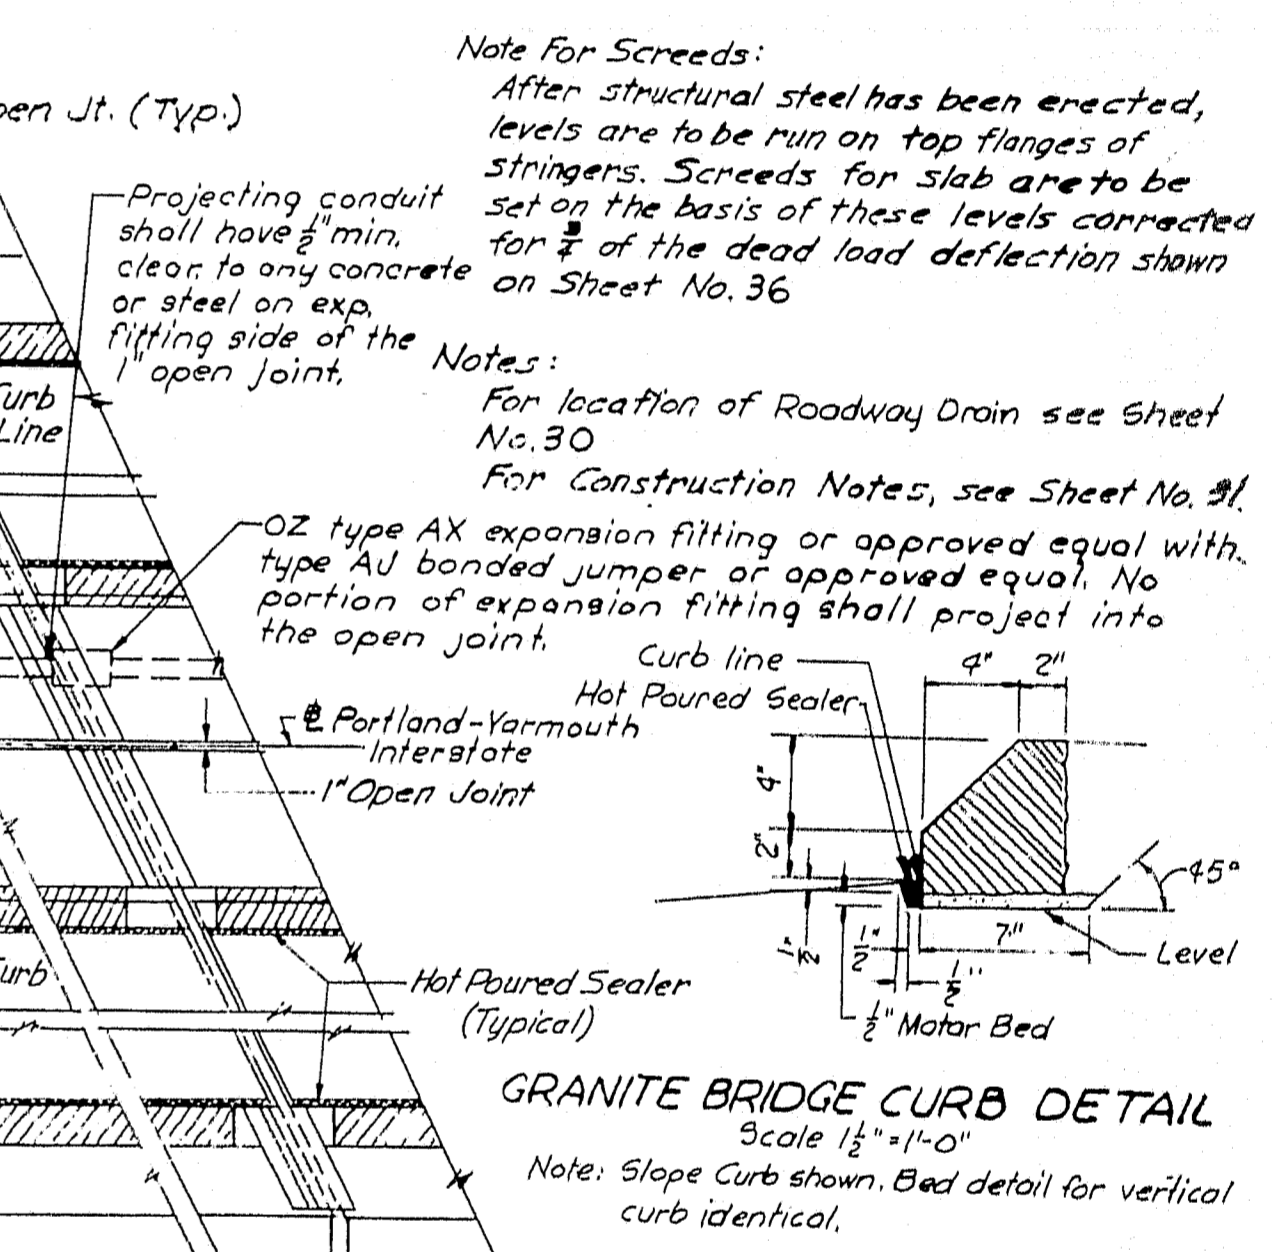 Note For Screeds:
After structural steel has been erected,
levels are to be run on top flanges of
stringers. Screeds for slab are to be
set on the basis of these levels corrected
for 3/4 of the dead load deflection shown
on Sheet No. 36
Jt. (Typ.)
Projecting conduit
shall have 1/2" min.
clear. to any concrete
or steel on exp.
fitting side of the
1" open joint.
Notes:
For location of Roadway Drain see Sheet
No. 30
For Construction Notes, see Sheet No. 31.
Curb
Line
OZ type AX expansion fitting or approved equal with
type AJ bonded jumper or approved equal. No
portion of expansion fitting shall project into
the open joint.
Curb line
Hot Poured Sealer
4"
2"
℄ Portland-Yarmouth
Interstate
1" Open Joint
4"
2"
45°
1/2"
1/2"
7"
Level
1/2"
1/2" Motar Bed
Curb
Hot Poured Sealer
(Typical)
GRANITE BRIDGE CURB DETAIL
Scale 1 1/2" = 1'-0"
Note: Slope Curb shown. Bed detail for vertical
curb identical.